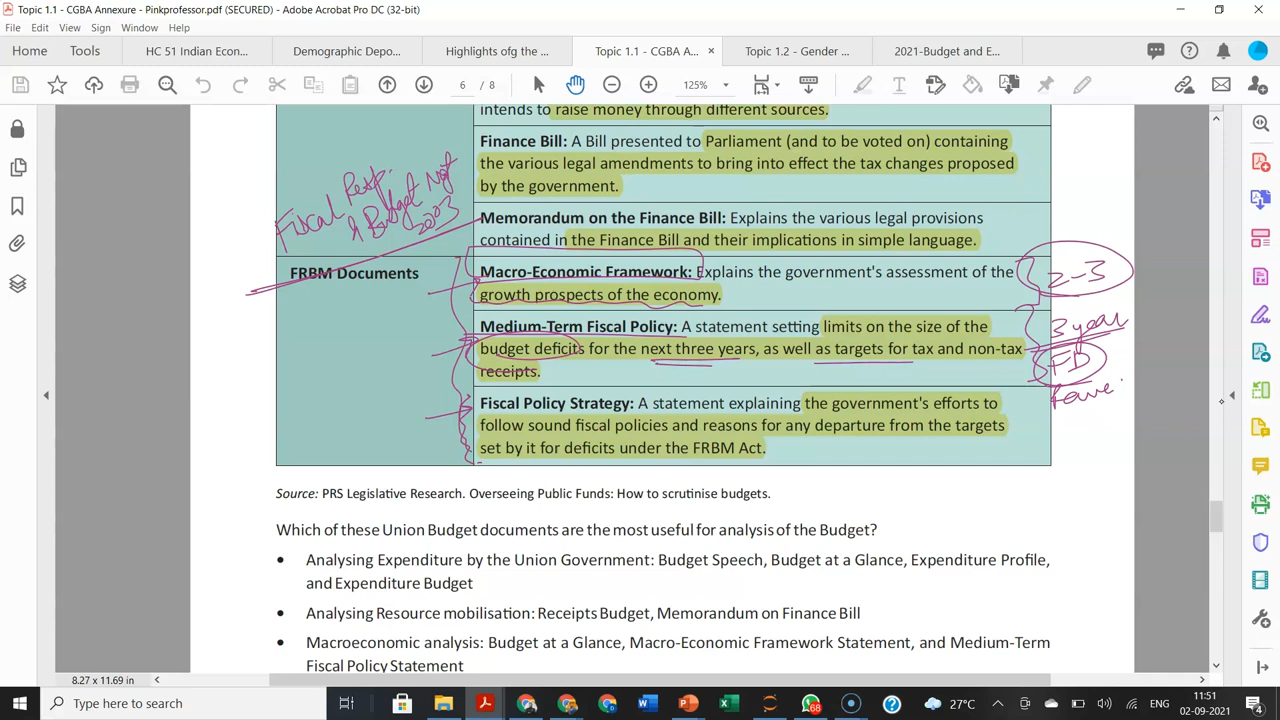 Topic 1.1 - CGBA Annexure - Pinkprofessor.pdf (SECURED) - Adobe Acrobat Pro DC (32-bit)
File Edit View Sign Window Help
Home Tools HC 51 Indian Econ... Demographic Depo... Highlights ofg the ... Topic 1.1 - CGBA A... × Topic 1.2 - Gender ... 2021-Budget and E...
6 / 8 125%
intends to raise money through different sources.
Finance Bill: A Bill presented to Parliament (and to be voted on) containing
the various legal amendments to bring into effect the tax changes proposed
by the government.
Fiscal Resp.
& Budget
2003
Memorandum on the Finance Bill: Explains the various legal provisions
contained in the Finance Bill and their implications in simple language.
FRBM Documents
Macro-Economic Framework: Explains the government's assessment of the
growth prospects of the economy.
2-3
Medium-Term Fiscal Policy: A statement setting limits on the size of the
budget deficits for the next three years, as well as targets for tax and non-tax
receipts.
3 year
FD
Fiscal Policy Strategy: A statement explaining the government's efforts to
follow sound fiscal policies and reasons for any departure from the targets
set by it for deficits under the FRBM Act.
Source: PRS Legislative Research. Overseeing Public Funds: How to scrutinise budgets.
Which of these Union Budget documents are the most useful for analysis of the Budget?
• Analysing Expenditure by the Union Government: Budget Speech, Budget at a Glance, Expenditure Profile,
and Expenditure Budget
• Analysing Resource mobilisation: Receipts Budget, Memorandum on Finance Bill
• Macroeconomic analysis: Budget at a Glance, Macro-Economic Framework Statement, and Medium-Term
Fiscal Policy Statement
8.27 x 11.69 in
Type here to search
68
27°C
ENG
11:51
02-09-2021
4